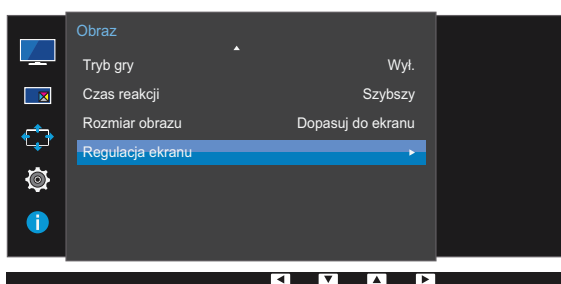 Obraz
Tryb gry Wył.
Czas reakcji Szybszy
Rozmiar obrazu Dopasuj do ekranu
Regulacja ekranu